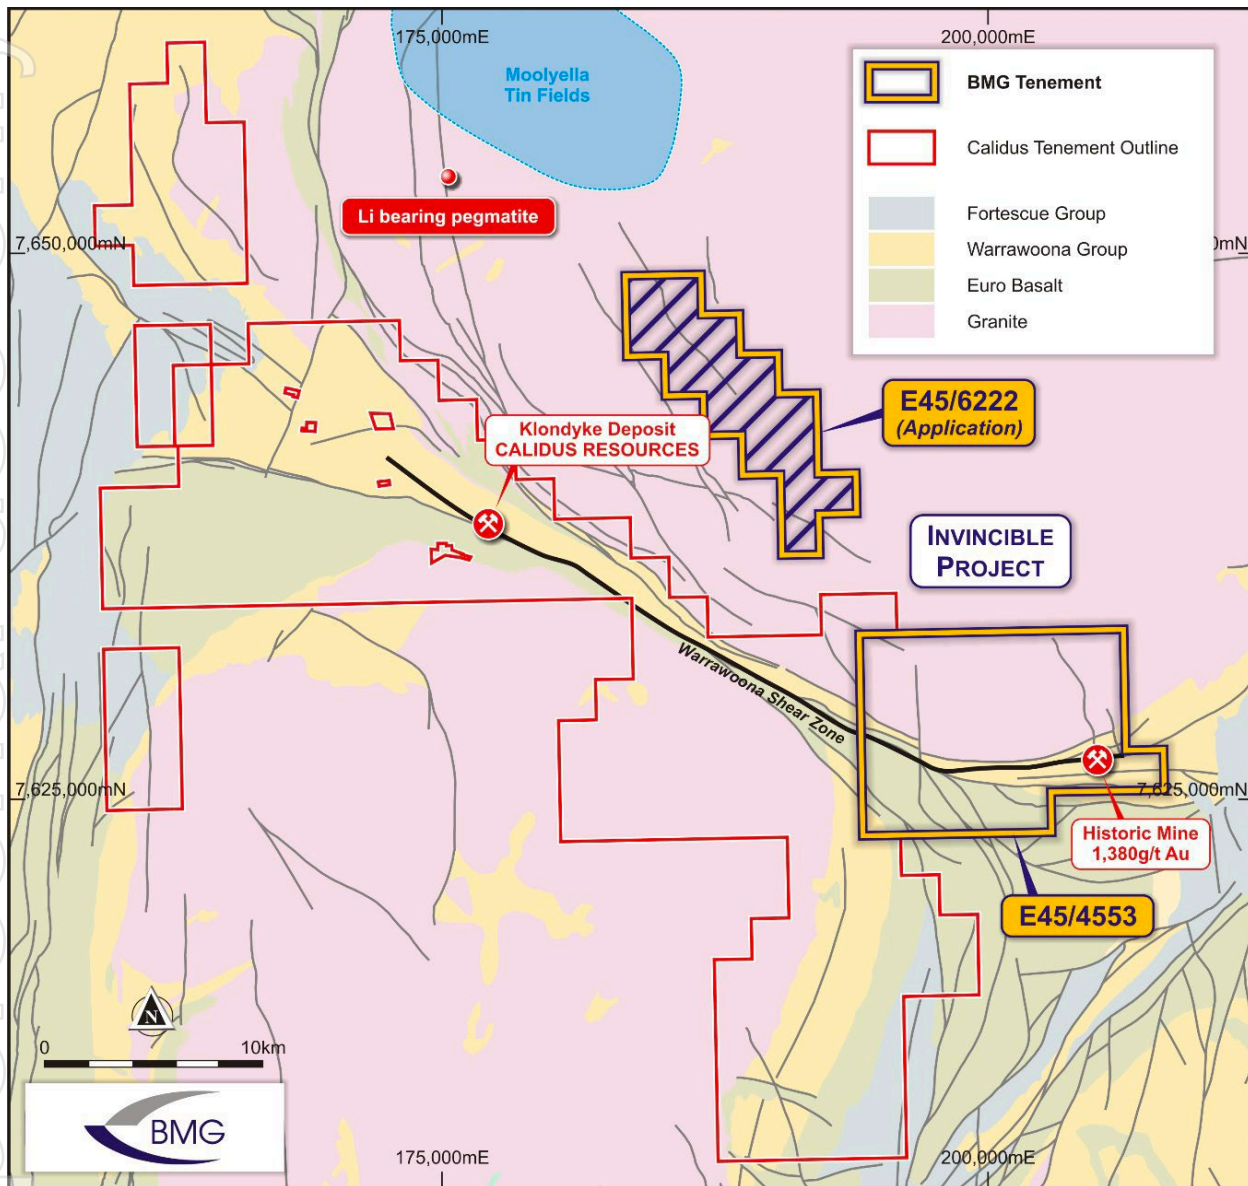 175,000mE
200,000mE
Moolyella
Tin Fields
BMG Tenement
Calidus Tenement Outline
Li bearing pegmatite
Fortescue Group
7,650,000mN
0mN
Warrawoona Group
Euro Basalt
Granite
E45/6222
(Application)
Klondyke Deposit
CALIDUS RESOURCES
INVINCIBLE
PROJECT
Warrawoona Shear Zone
7,625,000mN
7,625,000mN
Historic Mine
1,380g/t Au
E45/4553
N
0 10km
BMG
175,000mE
200,000mE